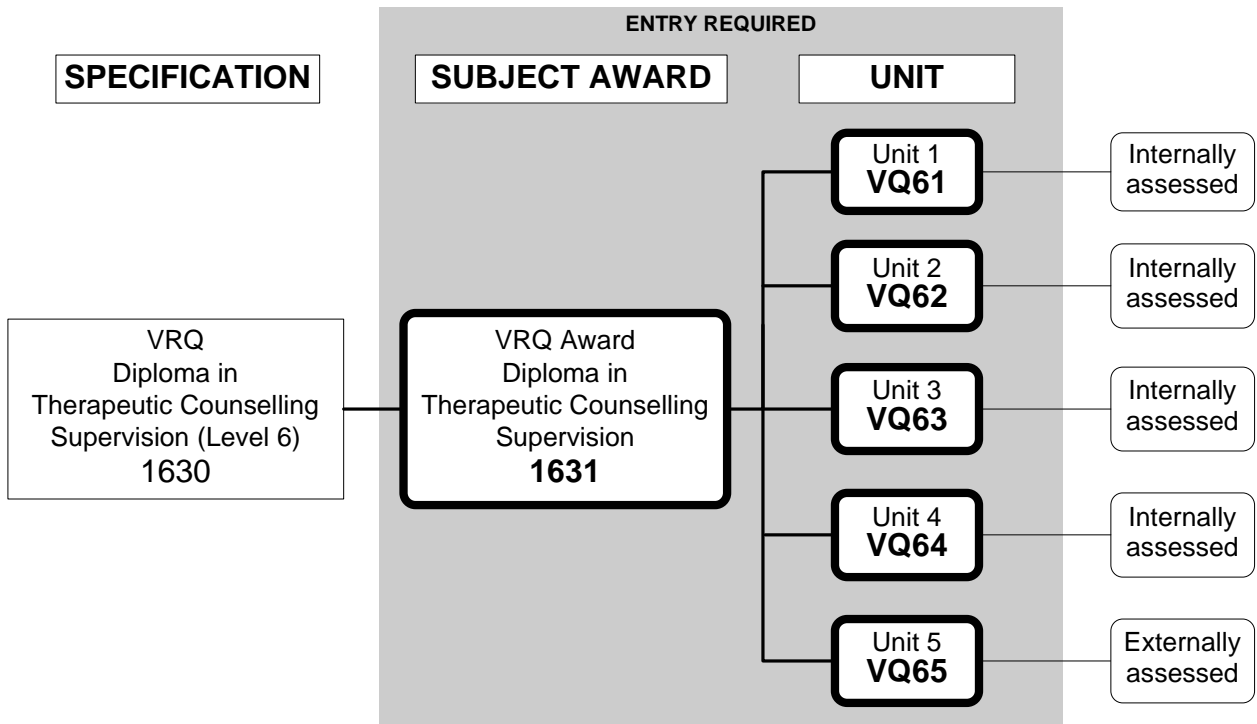 ENTRY REQUIRED
SPECIFICATION
SUBJECT AWARD
UNIT
VRQ
Diploma in
Therapeutic Counselling
Supervision (Level 6)
1630
VRQ Award
Diploma in
Therapeutic Counselling
Supervision
1631
Unit 1
VQ61
Internally
assessed
Unit 2
VQ62
Internally
assessed
Unit 3
VQ63
Internally
assessed
Unit 4
VQ64
Internally
assessed
Unit 5
VQ65
Externally
assessed